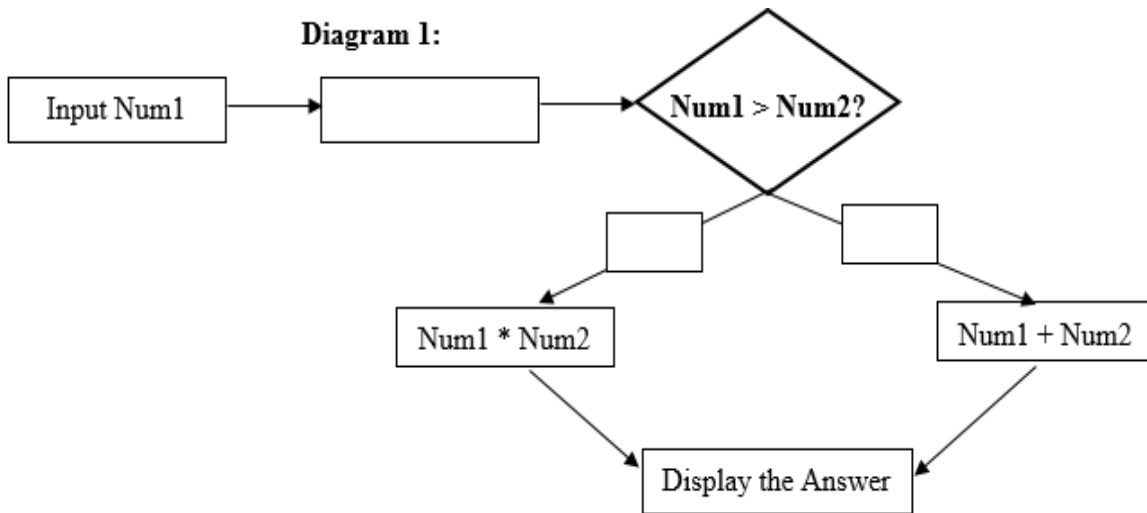 Diagram 1:
Input Num1
Num1 > Num2?
Num1 * Num2
Num1 + Num2
Display the Answer